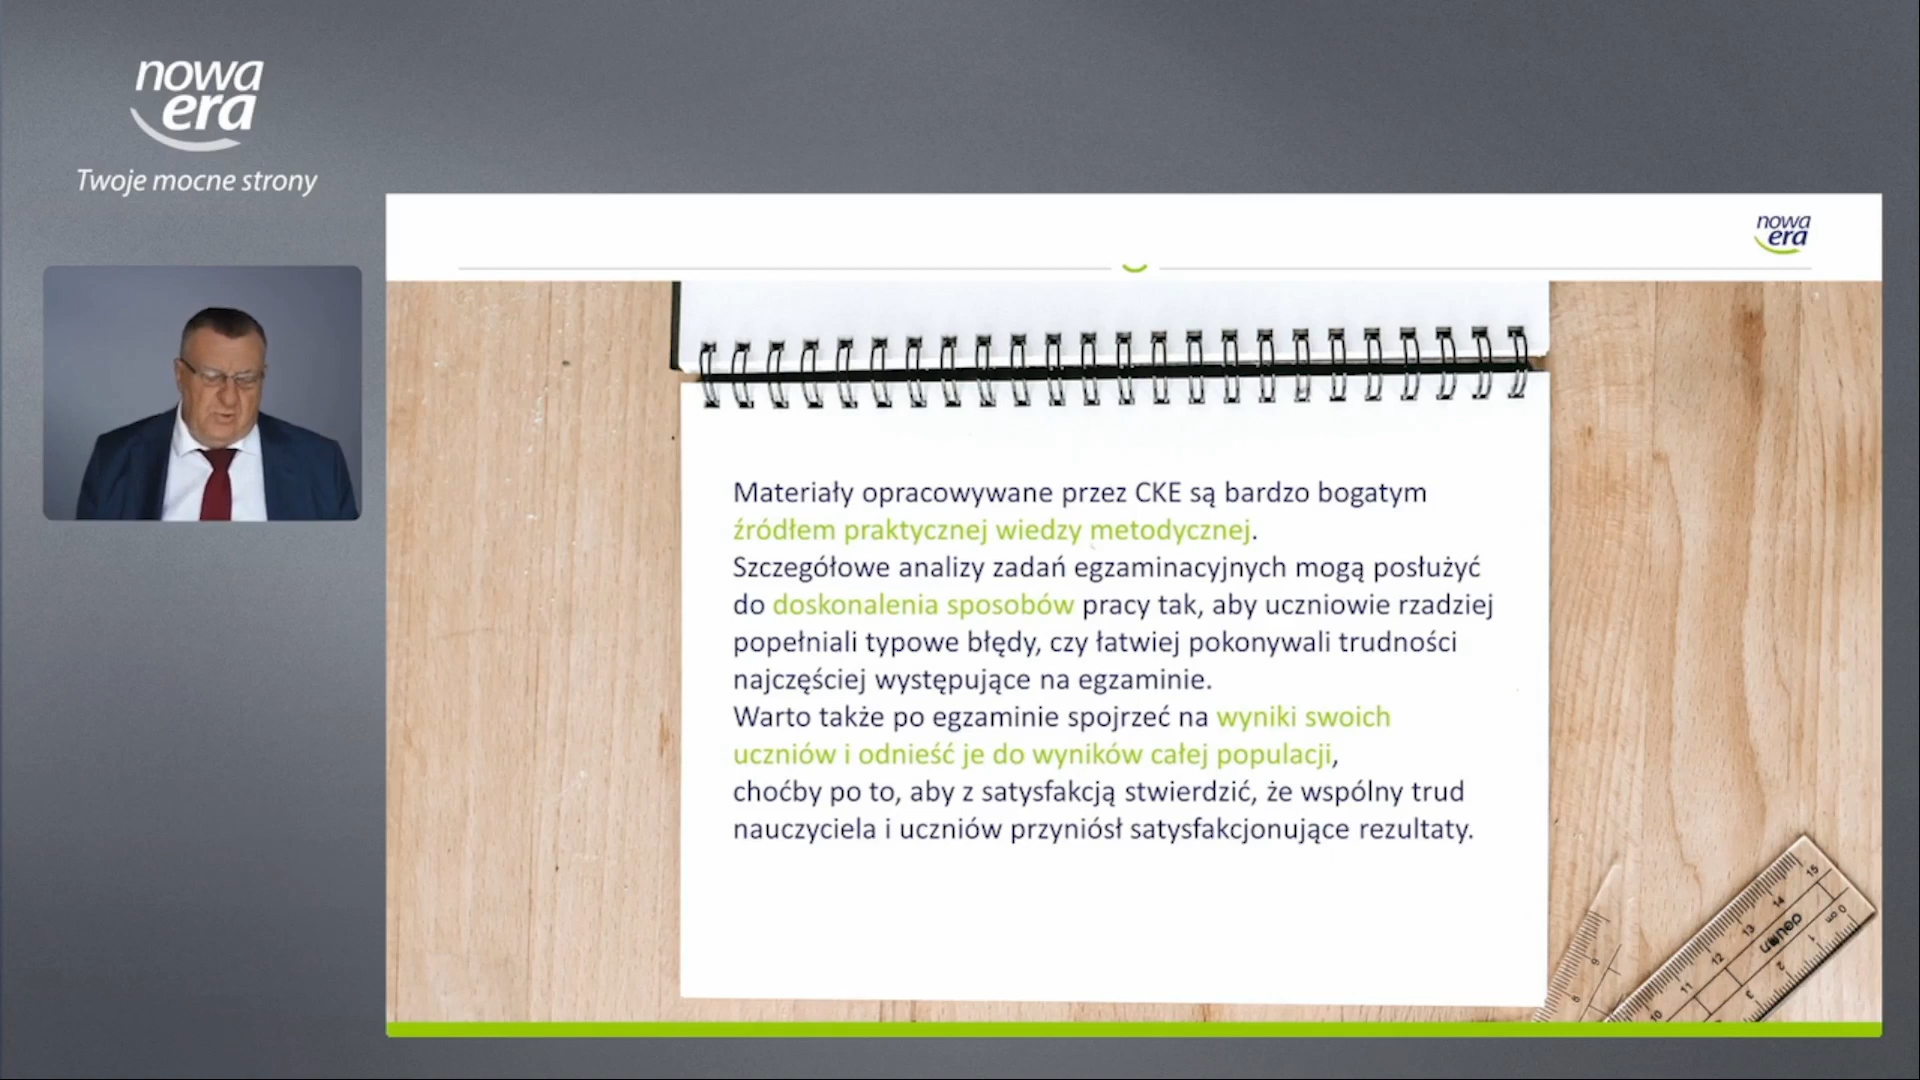 nowa
era
Twoje mocne strony
nowa
era
Materiały opracowywane przez CKE są bardzo bogatym
źródłem praktycznej wiedzy metodycznej.
Szczegółowe analizy zadań egzaminacyjnych mogą posłużyć
do doskonalenia sposobów pracy tak, aby uczniowie rzadziej
popełniali typowe błędy, czy łatwiej pokonywali trudności
najczęściej występujące na egzaminie.
Warto także po egzaminie spojrzeć na wyniki swoich
uczniów i odnieść je do wyników całej populacji,
choćby po to, aby z satysfakcją stwierdzić, że wspólny trud
nauczyciela i uczniów przyniósł satysfakcjonujące rezultaty.